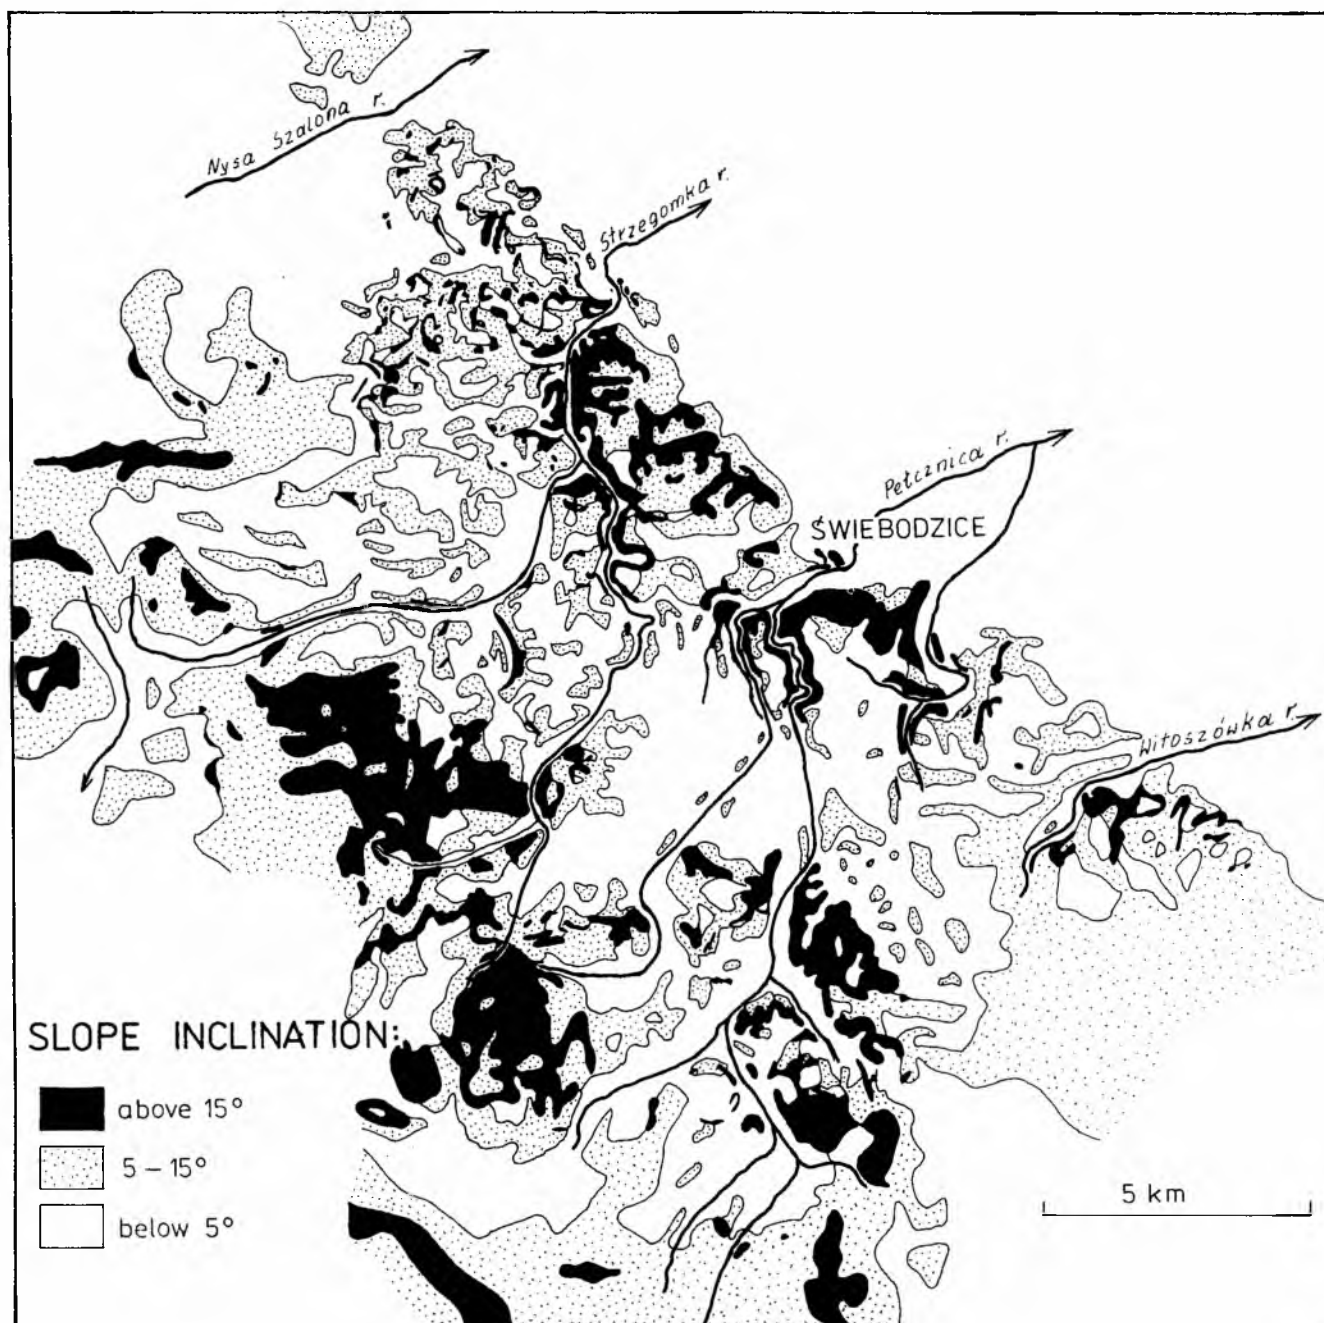 Nysa Szalona r.
Strzegomka r.
Pełcznica r.
ŚWIEBODZICE
Witoszówka r.
SLOPE INCLINATION:
above 15°
5 – 15°
below 5°
5 km